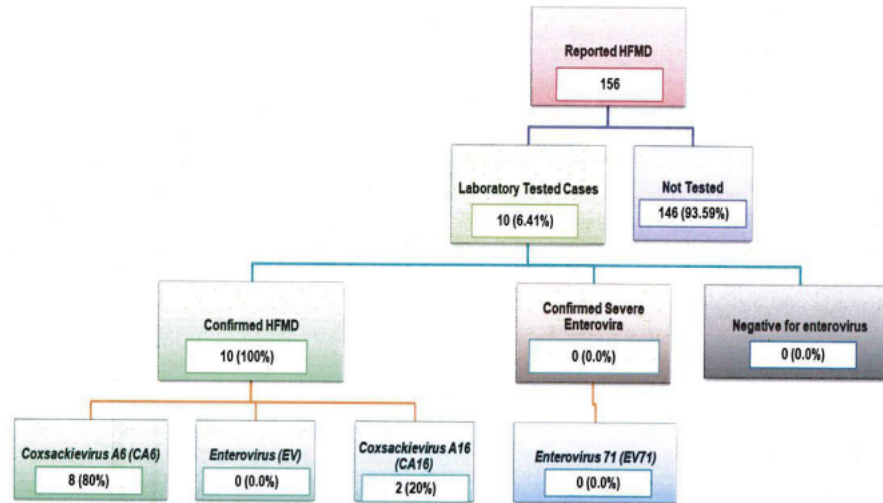 Reported HFMD
156
Laboratory Tested Cases
10 (6.41%)
Not Tested
146 (93.59%)
Confirmed HFMD
10 (100%)
Confirmed Severe
Enterovira
0 (0.0%)
Negative for enterovirus
0 (0.0%)
Coxsackievirus A6 (CA6)
8 (80%)
Enterovirus (EV)
0 (0.0%)
Coxsackievirus A16
(CA16)
2 (20%)
Enterovirus 71 (EV71)
0 (0.0%)